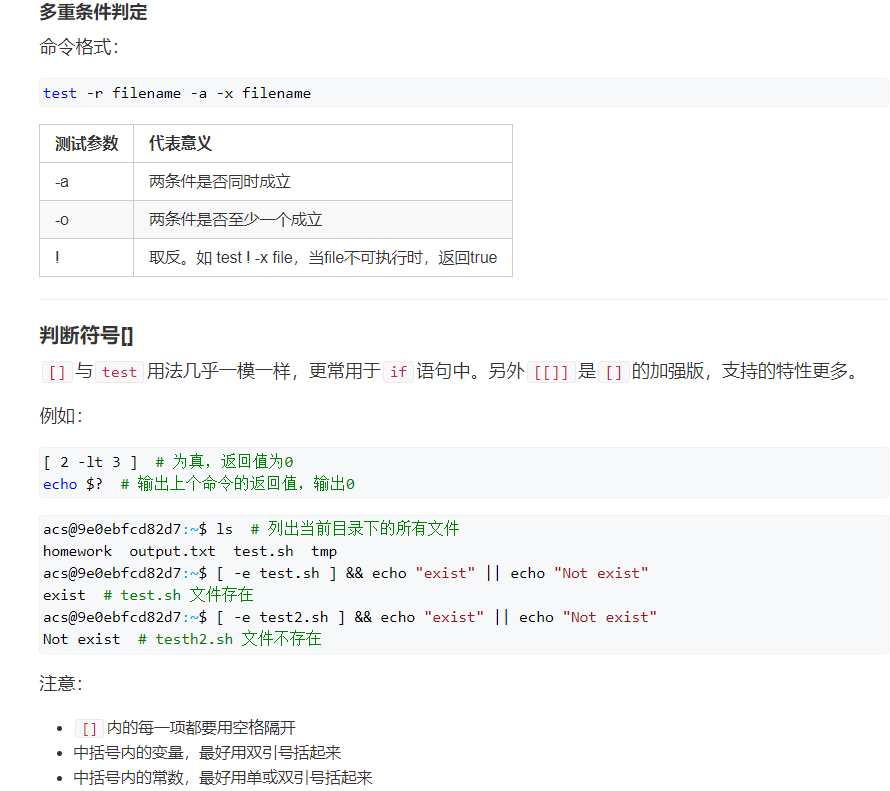 多重条件判定
命令格式：
test -r filename -a -x filename
测试参数 代表意义
-a 两条件是否同时成立
-o 两条件是否至少一个成立
! 取反。如 test ! -x file，当file不可执行时，返回true
判断符号[]
[] 与 test 用法几乎一模一样，更常用于 if 语句中。另外 [[]] 是 [] 的加强版，支持的特性更多。
例如：
[ 2 -lt 3 ]  # 为真，返回值为0
echo $?  # 输出上个命令的返回值，输出0
acs@9e0ebfcd82d7:~$ ls  # 列出当前目录下的所有文件
homework  output.txt  test.sh  tmp
acs@9e0ebfcd82d7:~$ [ -e test.sh ] && echo "exist" || echo "Not exist"
exist  # test.sh 文件存在
acs@9e0ebfcd82d7:~$ [ -e test2.sh ] && echo "exist" || echo "Not exist"
Not exist  # testh2.sh 文件不存在
注意：
• [] 内的每一项都要用空格隔开
• 中括号内的变量，最好用双引号括起来
• 中括号内的常数，最好用单或双引号括起来